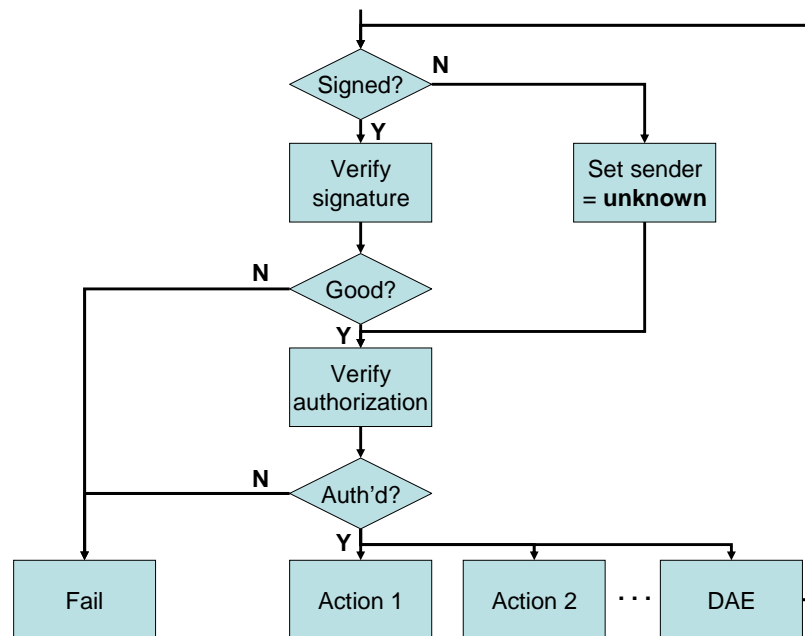 Signed?
N
Y
Verify
signature
Set sender
= unknown
N
Good?
Y
Verify
authorization
N
Auth'd?
Y
Fail
Action 1
Action 2
. . .
DAE